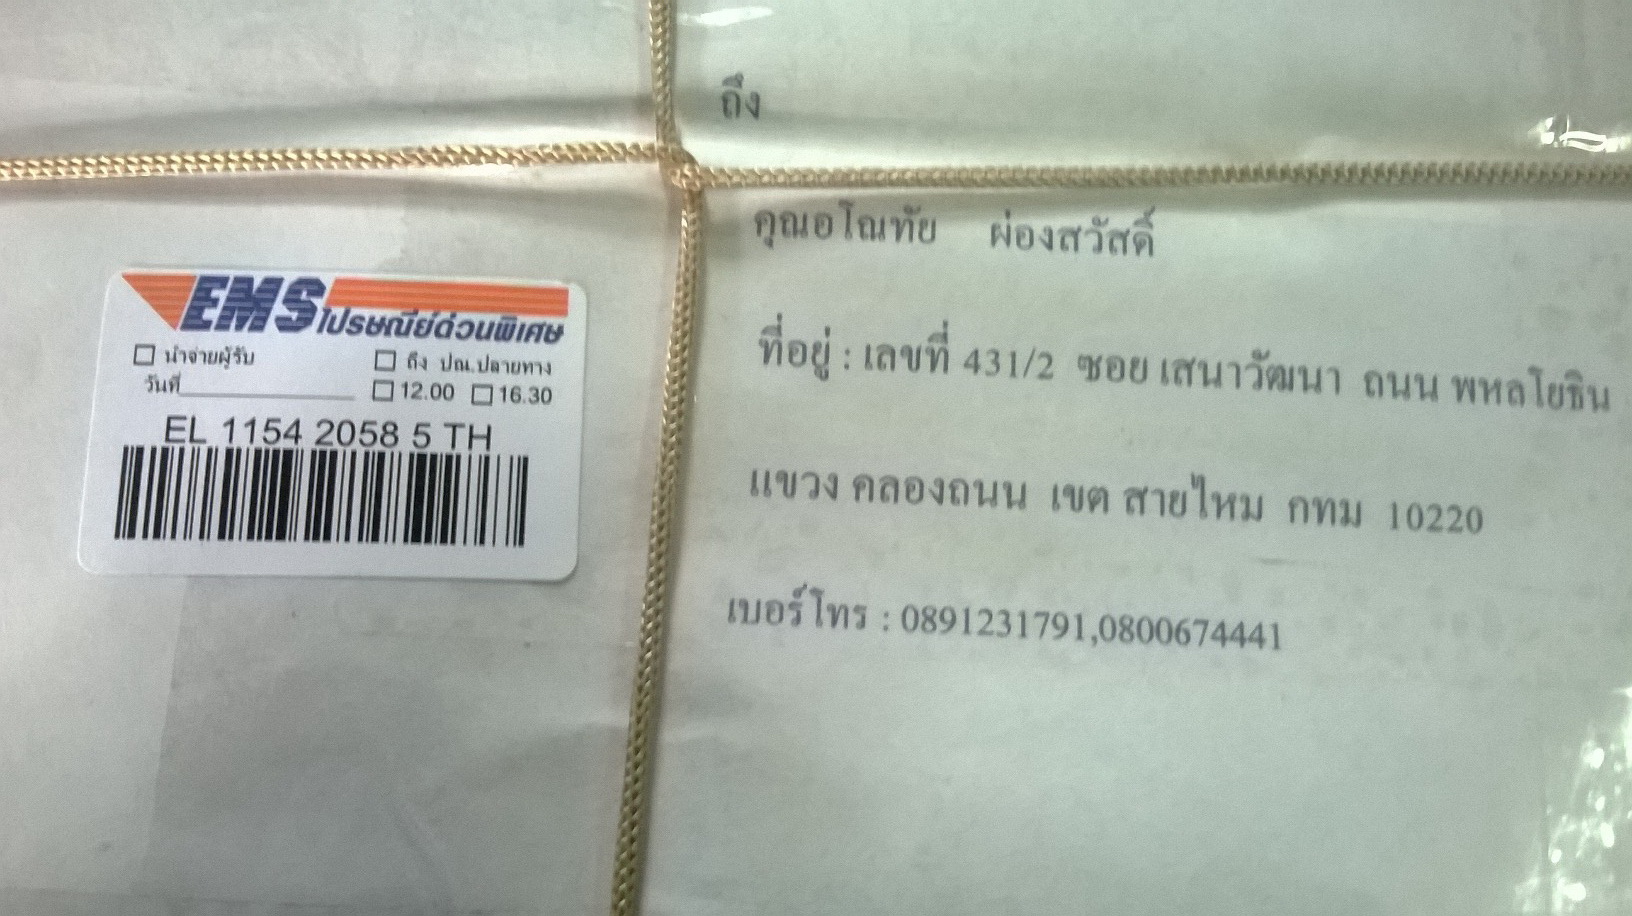 ถึง
คุณอโณทัย ผ่องสวัสดิ์
ที่อยู่ : เลขที่ 431/2 ซอย เสนาวัฒนา ถนน พหลโยธิน
แขวง คลองถนน เขต สายไหม กทม 10220
เบอร์โทร : 0891231791,0800674441
EMS ไปรษณีย์ด่วนพิเศษ
นำจ่ายผู้รับ ถึง ปณ.ปลายทาง
วันที่ 12.00 16.30
EL 1154 2058 5 TH